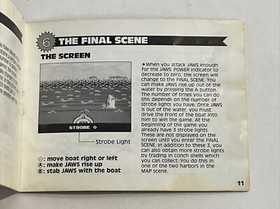 6 THE FINAL SCENE
THE SCREEN
STROBE 0
Strobe Light
: move boat right or left
A: make JAWS rise up
B: stab JAWS with the boat
●When you attack JAWS enough
For the JAWS' POWER indicator to
decrease to zero, the screen will
change to the FINAL SCENE. You
can make JAWS rise up out of the
water by pressing the A button.
The number of times you can do
this depends on the number of
strobe lights you have. Once JAWS
is out of the water, you must
drive the front of the boat into
him to win the game. At the
beginning of the game you
already have 3 strobe lights.
These are not displayed on the
screen until you enter the FINAL
SCENE, in addition to these 3, you
can also obtain more strobe lights
by trading in conch shells which
you can collect! You do this in
one of the two harbors in the
MAP scene.
11